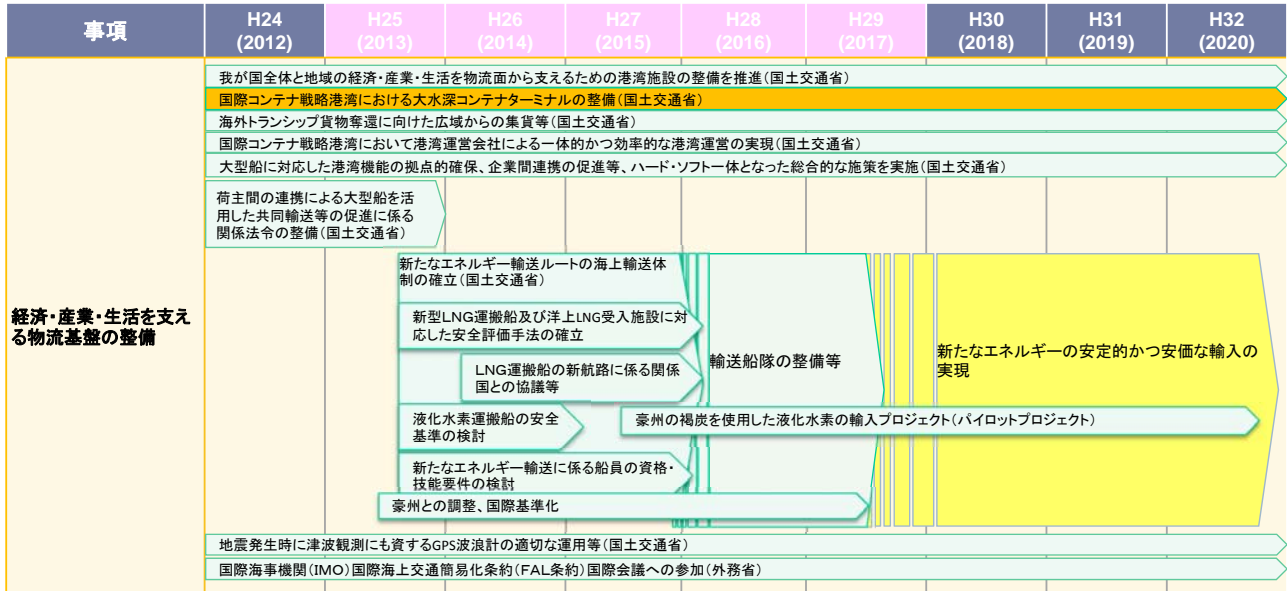 事項
H24
(2012)
H25
(2013)
H26
(2014)
H27
(2015)
H28
(2016)
H29
(2017)
H30
(2018)
H31
(2019)
H32
(2020)
経済・産業・生活を支え
る物流基盤の整備
我が国全体と地域の経済・産業・生活を物流面から支えるための港湾施設の整備を推進(国土交通省)
国際コンテナ戦略港湾における大水深コンテナターミナルの整備(国土交通省)
海外トランシップ貨物奪還に向けた広域からの集貨等(国土交通省)
国際コンテナ戦略港湾において港湾運営会社による一体的かつ効率的な港湾運営の実現(国土交通省)
大型船に対応した港湾機能の拠点的確保、企業間連携の促進等、ハード・ソフト一体となった総合的な施策を実施(国土交通省)
荷主間の連携による大型船を活
用した共同輸送等の促進に係る
関係法令の整備(国土交通省)
新たなエネルギー輸送ルートの海上輸送体
制の確立(国土交通省)
新型LNG運搬船及び洋上LNG受入施設に対
応した安全評価手法の確立
LNG運搬船の新航路に係る関係
国との協議等
液化水素運搬船の安全
基準の検討
新たなエネルギー輸送に係る船員の資格・
技能要件の検討
豪州との調整、国際基準化
輸送船隊の整備等
豪州の褐炭を使用した液化水素の輸入プロジェクト(パイロットプロジェクト)
新たなエネルギーの安定的かつ安価な輸入の
実現
地震発生時に津波観測にも資するGPS波浪計の適切な運用等(国土交通省)
国際海事機関(IMO)国際海上交通簡易化条約(FAL条約)国際会議への参加(外務省)